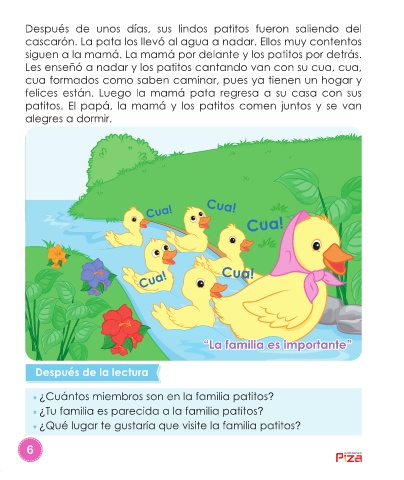 Después de unos días, sus lindos patitos fueron saliendo del
cascarón. La pata los llevó al agua a nadar. Ellos muy contentos
siguen a la mamá. La mamá por delante y los patitos por detrás.
Les enseñó a nadar y los patitos cantando van con su cua, cua,
cua formados como saben caminar, pues ya tienen un hogar y
felices están. Luego la mamá pata regresa a su casa con sus
patitos. El papá, la mamá y los patitos comen juntos y se van
alegres a dormir.
Cua!
Cua!
Cua!
Cua!
Cua!
“La familia es importante”
Después de la lectura
• ¿Cuántos miembros son en la familia patitos?
• ¿Tu familia es parecida a la familia patitos?
• ¿Qué lugar te gustaría que visite la familia patitos?
6
PIZA